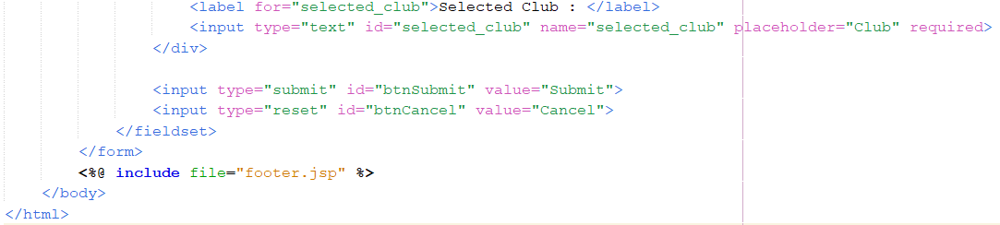 <label for="selected_club">Selected Club : </label>
<input type="text" id="selected_club" name="selected_club" placeholder="Club" required>
</div>
<input type="submit" id="btnSubmit" value="Submit">
<input type="reset" id="btnCancel" value="Cancel">
</fieldset>
</form>
<%@ include file="footer.jsp" %>
</body>
</html>